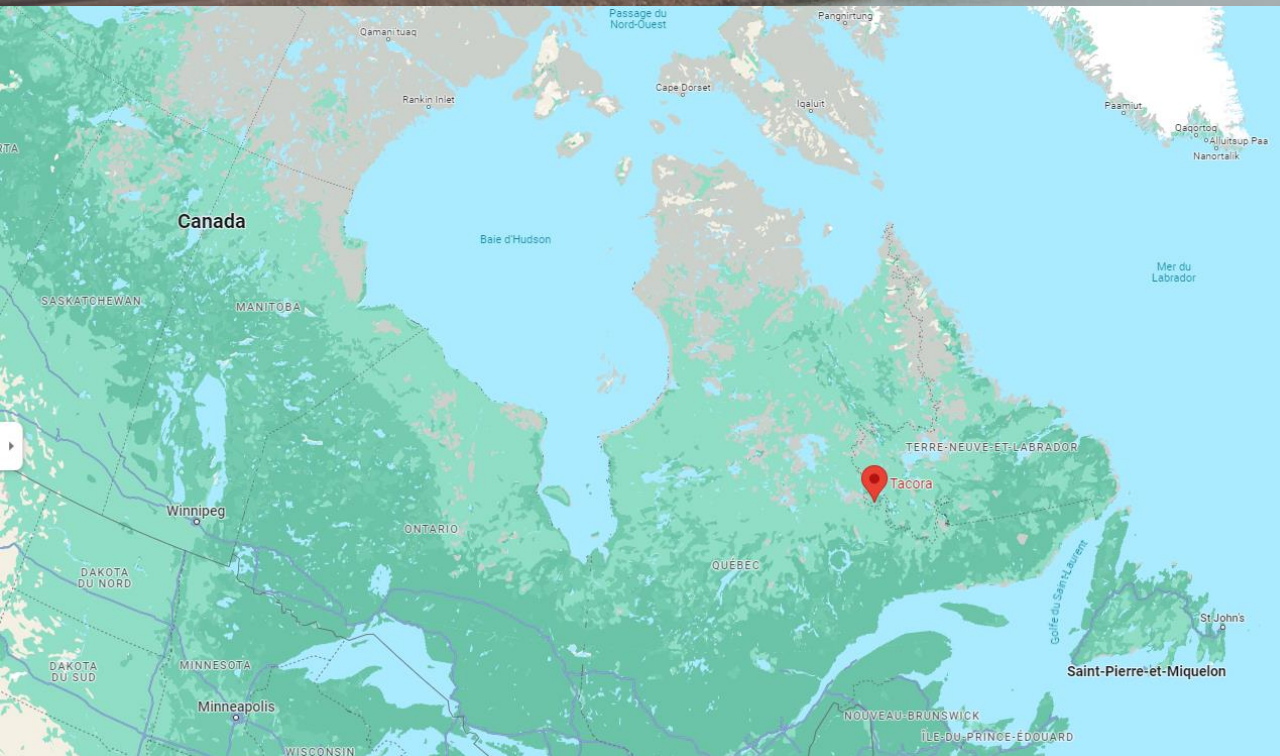 Passage du
Nord-Ouest
Pangnirtung
Qamani'tuaq
Cape Dorset
Rankin Inlet
Iqaluit
Paamiut
Qaqortoq
Alluitsup Paa
Nanortalik
RTA
Canada
Baie d'Hudson
Mer du
Labrador
SASKATCHEWAN
MANITOBA
TERRE-NEUVE-ET-LABRADOR
Tacora
Winnipeg
ONTARIO
QUÉBEC
DAKOTA
DU NORD
Golfe du Saint-Laurent
St John's
DAKOTA
DU SUD
MINNESOTA
Saint-Pierre-et-Miquelon
Minneapolis
NOUVEAU-BRUNSWICK
ÎLE-DU-PRINCE-ÉDOUARD
WISCONSIN